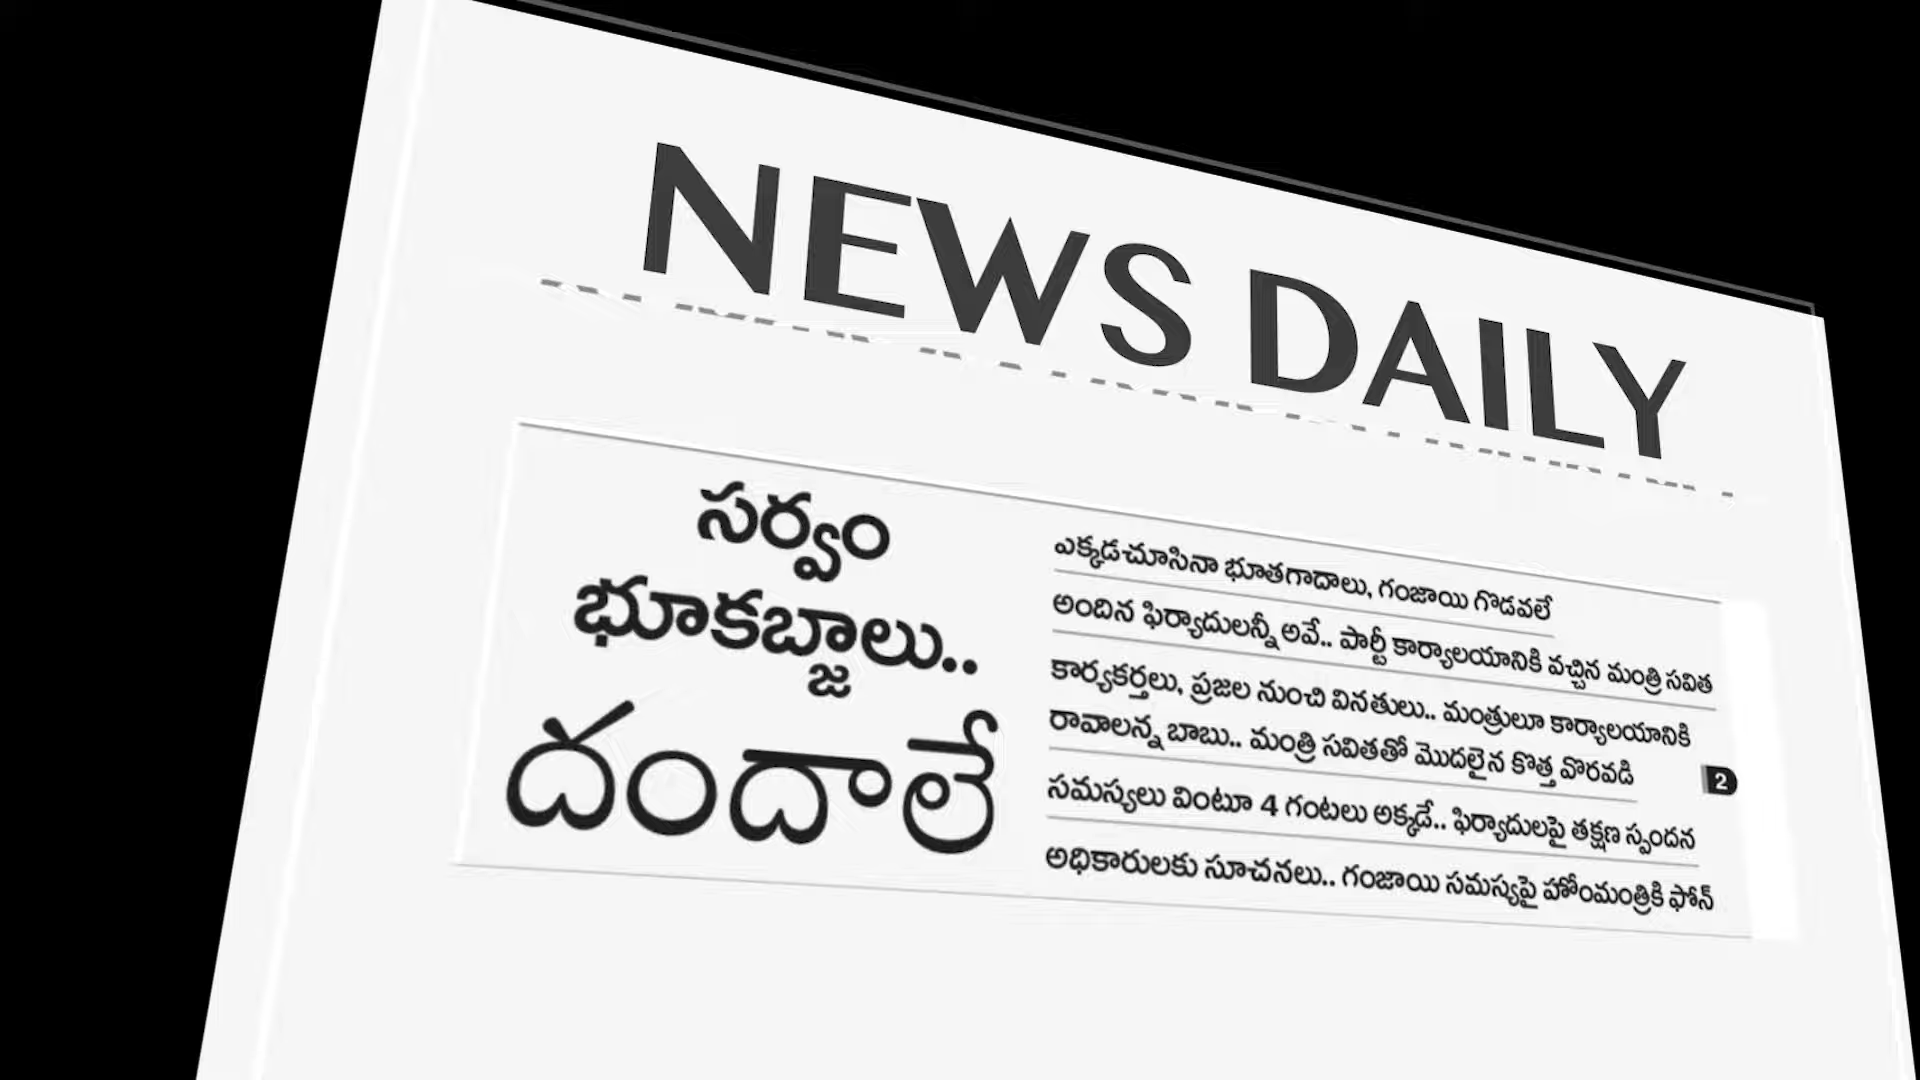 NEWS DAILY
సర్వం
భూకబ్జాలు..
దందాలే
ఎక్కడచూసినా భూతగాదాలు, గంజాయి గొడవలే
అందిన ఫిర్యాదులన్నీ అవే.. పార్టీ కార్యాలయానికి వచ్చిన మంత్రి సవిత
కార్యకర్తలు, ప్రజల నుంచి వినతులు.. మంత్రులూ కార్యాలయానికి
రావాలన్న బాబు.. మంత్రి సవితతో మొదలైన కొత్త వొరవడి
2
సమస్యలు వింటూ 4 గంటలు అక్కడే.. ఫిర్యాదులపై తక్షణ స్పందన
అధికారులకు సూచనలు.. గంజాయి సమస్యపై హోంమంత్రికి ఫోన్